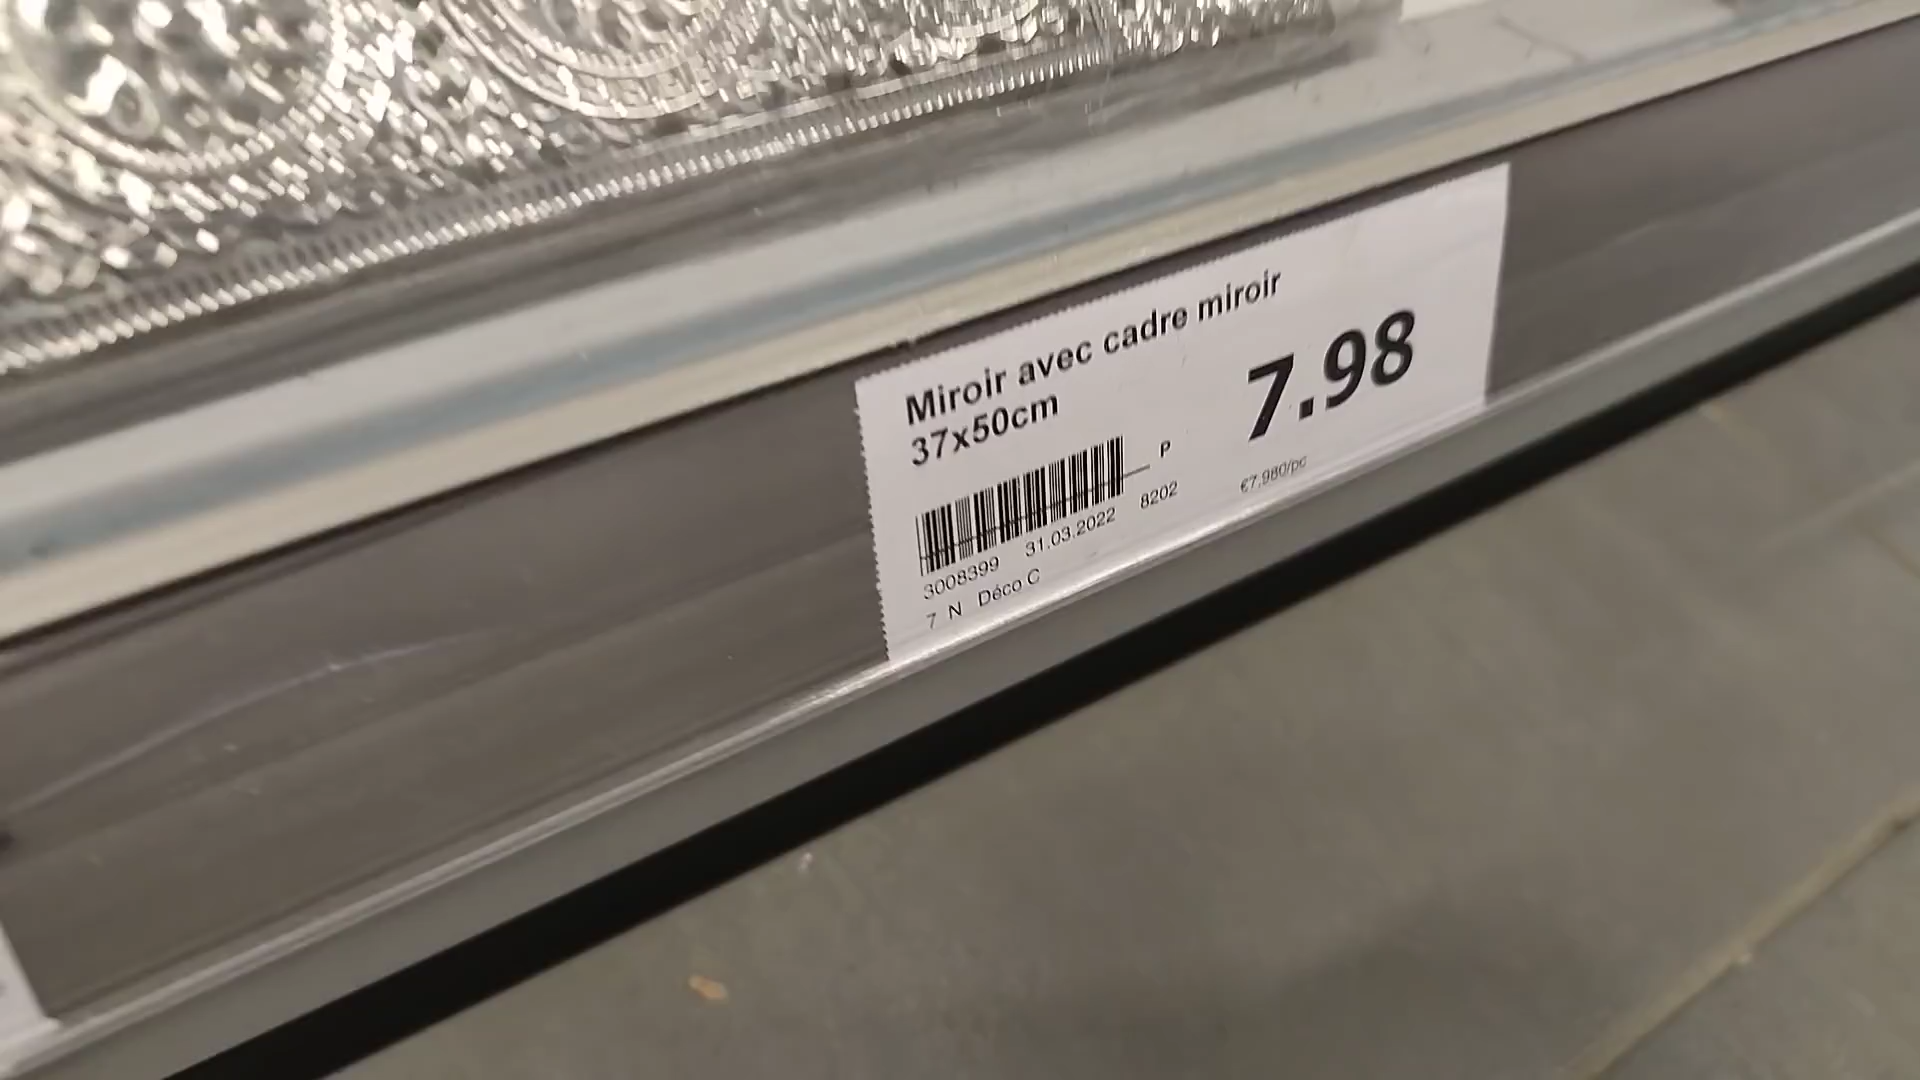 Miroir avec cadre miroir
37x50cm
7.98
P
8202
€7,980/pc
3008399 31.03.2022
7 N Déco C